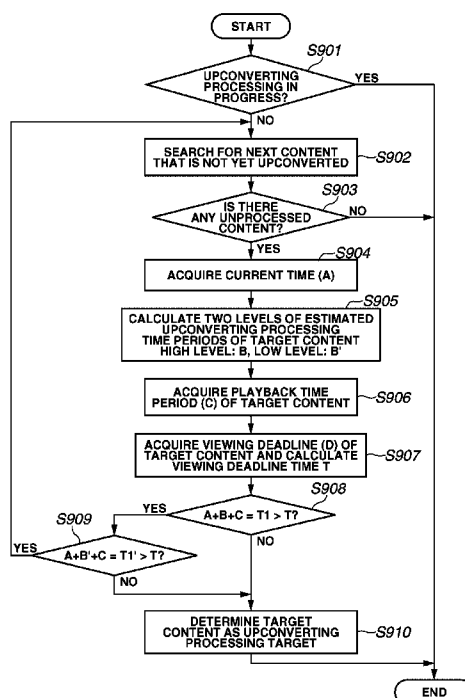 START
S901
UPCONVERTING
PROCESSING IN
PROGRESS?
YES
NO
SEARCH FOR NEXT CONTENT
THAT IS NOT YET UPCONVERTED
S902
S903
IS THERE
ANY UNPROCESSED
CONTENT?
NO
YES
S904
ACQUIRE CURRENT TIME (A)
S905
CALCULATE TWO LEVELS OF ESTIMATED
UPCONVERTING PROCESSING
TIME PERIODS OF TARGET CONTENT
HIGH LEVEL: B, LOW LEVEL: B'
ACQUIRE PLAYBACK TIME
PERIOD (C) OF TARGET CONTENT
S906
ACQUIRE VIEWING DEADLINE (D) OF
TARGET CONTENT AND CALCULATE
VIEWING DEADLINE TIME T
S907
S908
A+B+C = T1 > T?
YES
NO
S909
A+B'+C = T1' > T?
YES
NO
DETERMINE TARGET
CONTENT AS UPCONVERTING
PROCESSING TARGET
S910
END